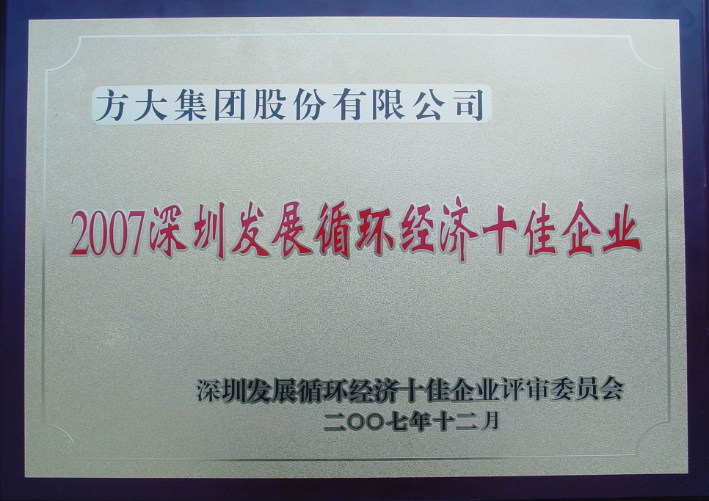 方大集团股份有限公司
2007深圳发展循环经济十佳企业
深圳发展循环经济十佳企业评审委员会
二〇〇七年十二月